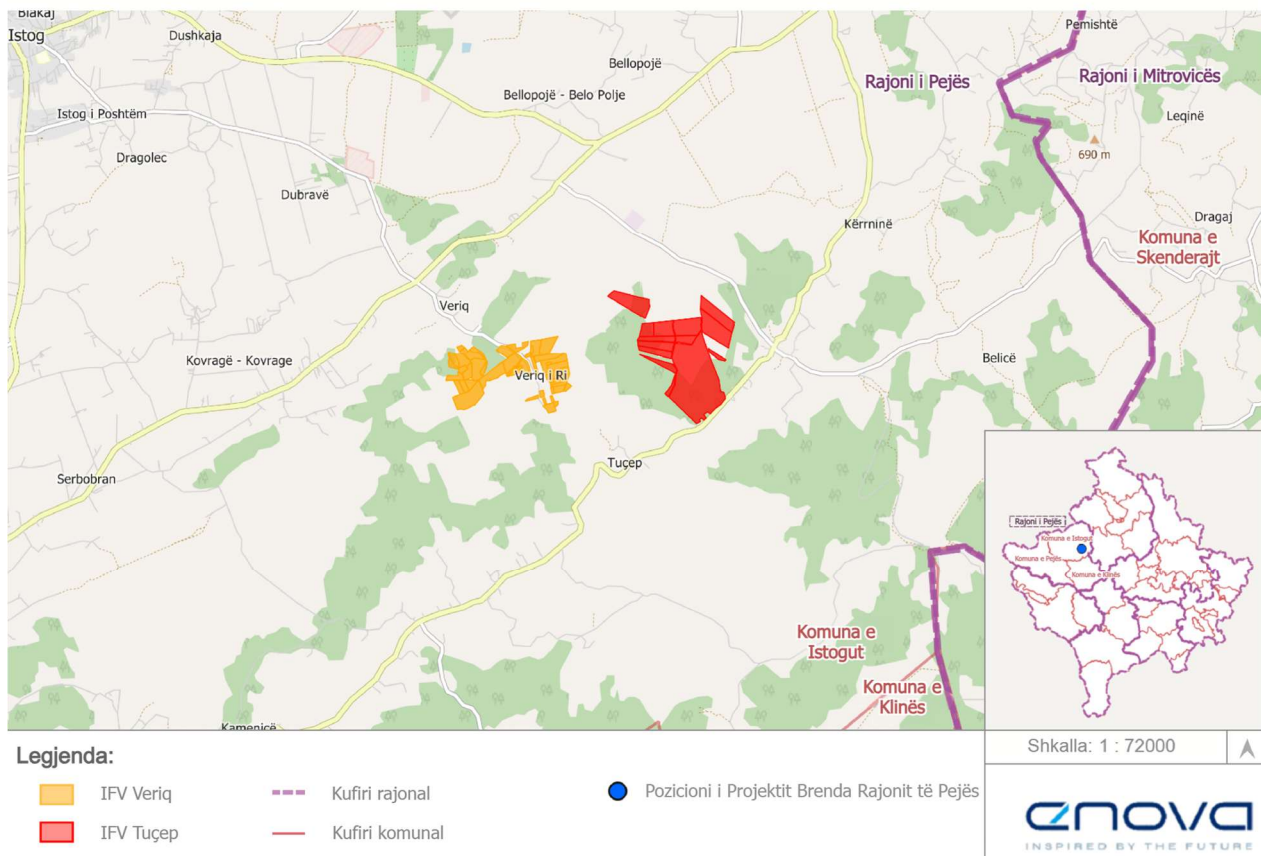 Blakaj
Istog
Dushkaja
Pemishtë
Bellopojë
Rajoni i Pejës
Rajoni i Mitrovicës
Bellopojë - Belo Polje
Istog i Poshtëm
Leqinë
Dragolec
690 m
Dubravë
Kërrninë
Dragaj
Komuna e
Skenderajt
Veriq
Kovragë - Kovrage
Belicë
Veriq i Ri
Tuçep
Serbobran
Komuna e
Istogut
Komuna e
Klinës
Kamenicë
Rajoni i Pejës
Komuna e Istogut
Komuna e Pejës
Komuna e Klinës
Legjenda:
IFV Veriq
Kufiri rajonal
Pozicioni i Projektit Brenda Rajonit të Pejës
IFV Tuçep
Kufiri komunal
Shkalla: 1 : 72000
enova
INSPIRED BY THE FUTURE